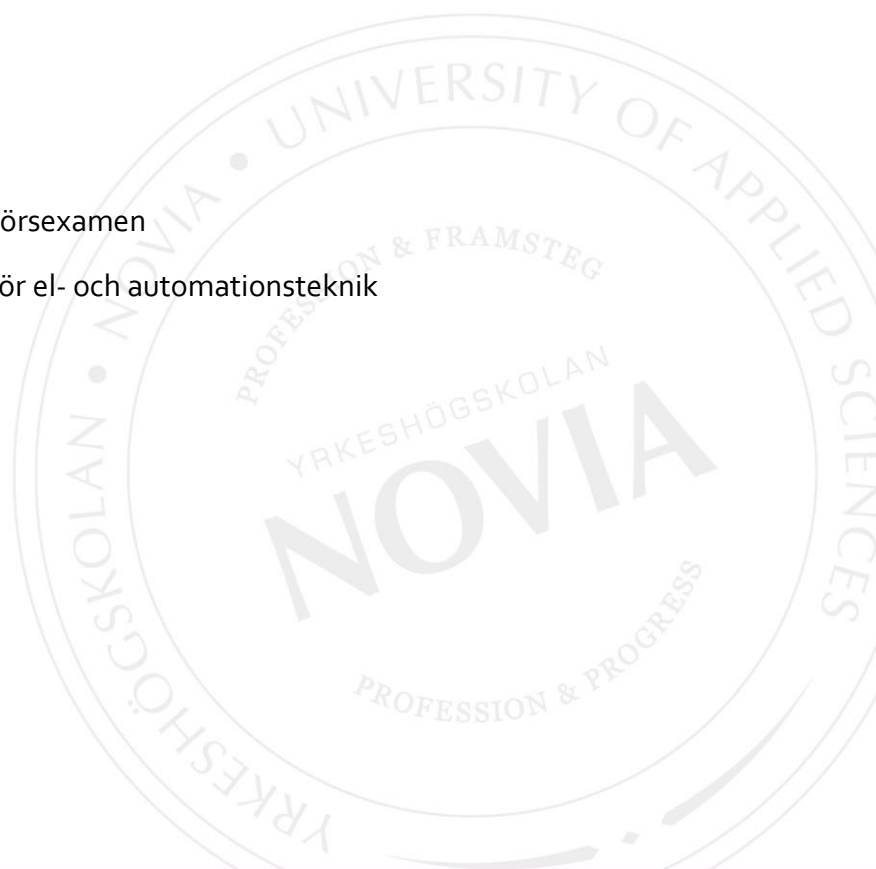 örsexamen
ör el- och automationsteknik
YRKESHÖGSKOLAN • NOVIA • UNIVERSITY OF APPLIED SCIENCES
PROFESSION & FRAMSTEG
YRKESHÖGSKOLAN
NOVIA
PROFESSION & PROGRESS